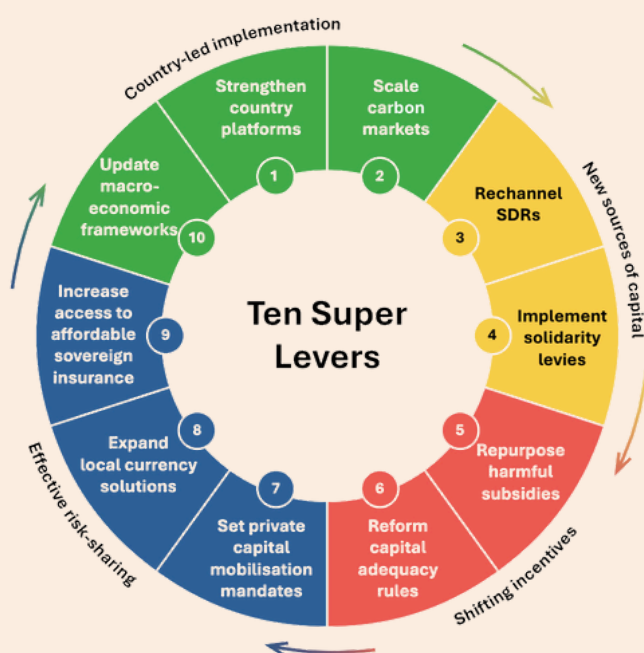 Ten Super
Levers
Country-led implementation
1
Strengthen
country
platforms
2
Scale
carbon
markets
New sources of capital
3
Rechannel
SDRs
4
Implement
solidarity
levies
Shifting incentives
5
Repurpose
harmful
subsidies
6
Reform
capital
adequacy
rules
Effective risk-sharing
7
Set private
capital
mobilisation
mandates
8
Expand
local currency
solutions
9
Increase
access to
affordable
sovereign
insurance
10
Update
macro-
economic
frameworks